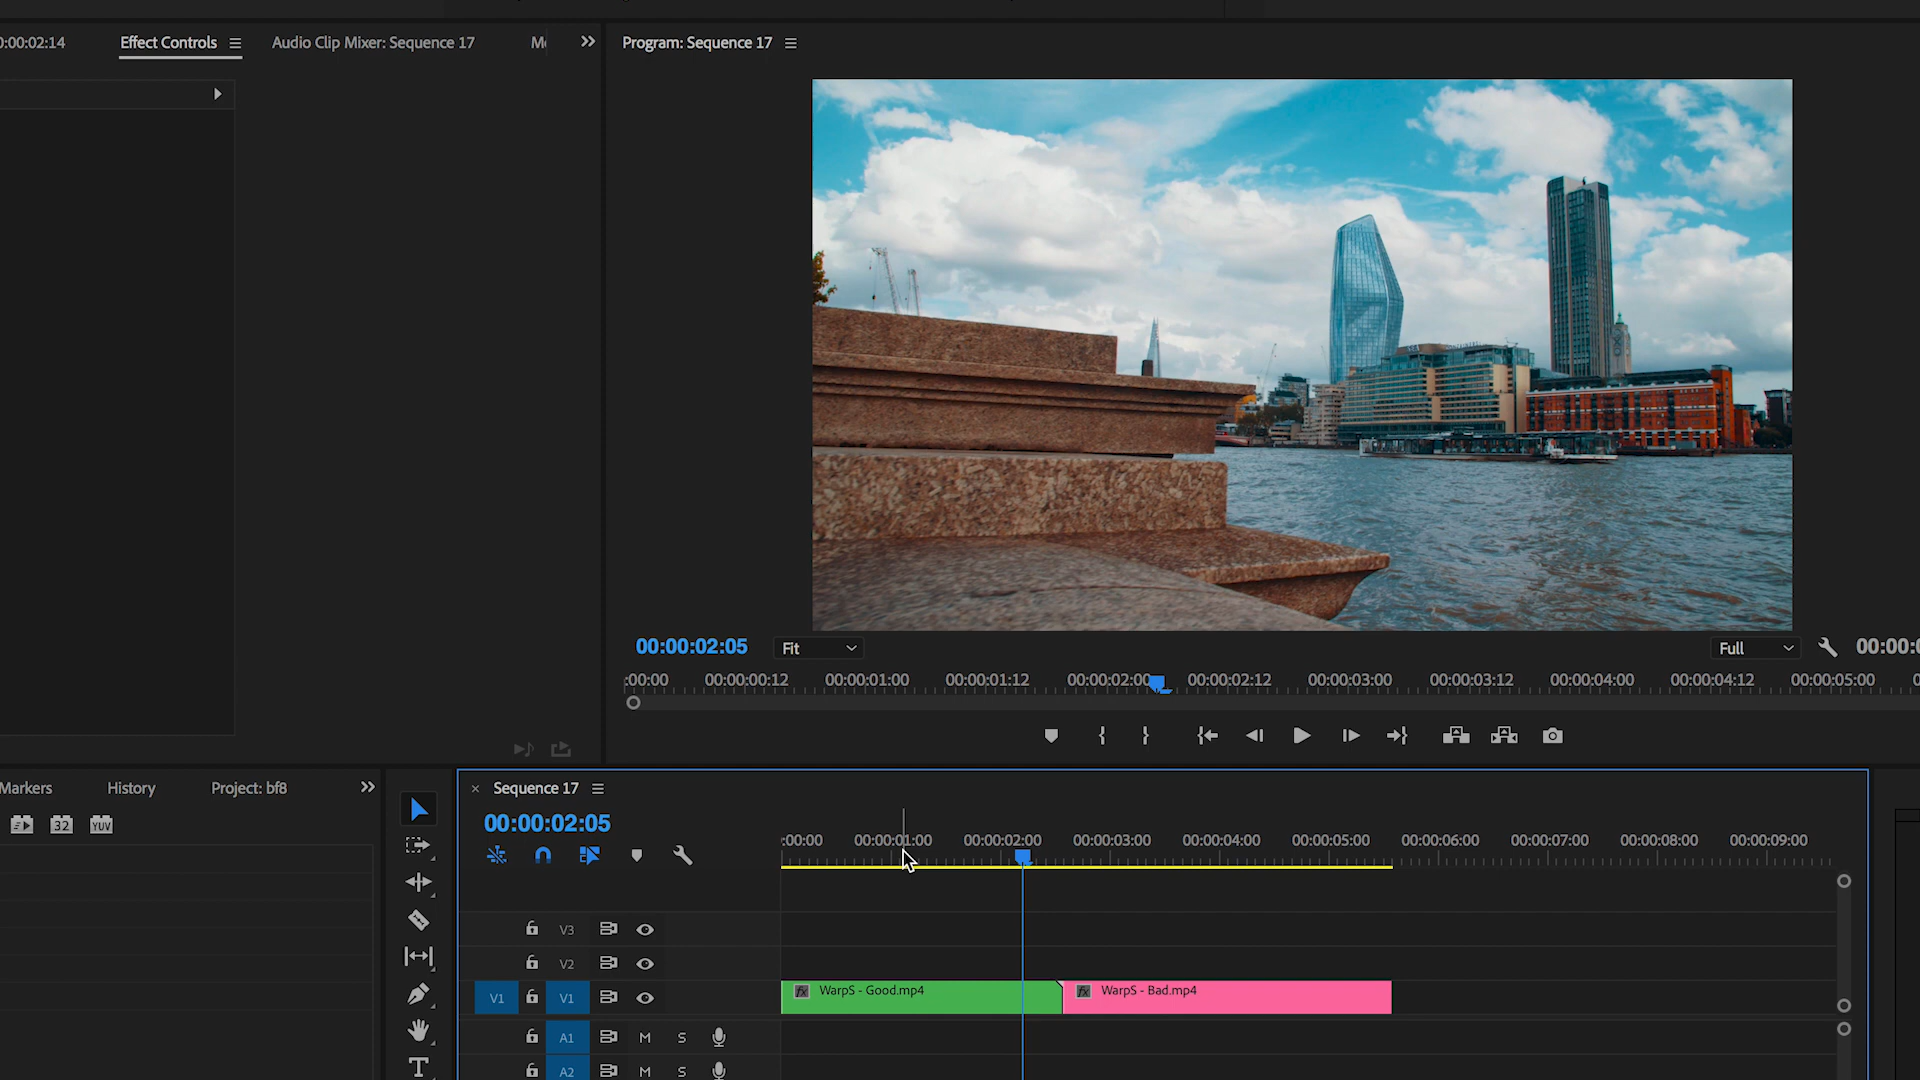 0:00:02:14 Effect Controls Audio Clip Mixer: Sequence 17
Program: Sequence 17
00:00:02:05 Fit Full
:00:00 00:00:00:12 00:00:01:00 00:00:01:12 00:00:02:00 00:00:02:12 00:00:03:00 00:00:03:12 00:00:04:00 00:00:04:12 00:00:05:00
Markers History Project: bf8
32 YUV
Sequence 17
00:00:02:05
:00:00 00:00:01:00 00:00:02:00 00:00:03:00 00:00:04:00 00:00:05:00 00:00:06:00 00:00:07:00 00:00:08:00 00:00:09:00
V3
V2
V1 V1 fx WarpS - Good.mp4 fx WarpS - Bad.mp4
A1 M S
A2 M S